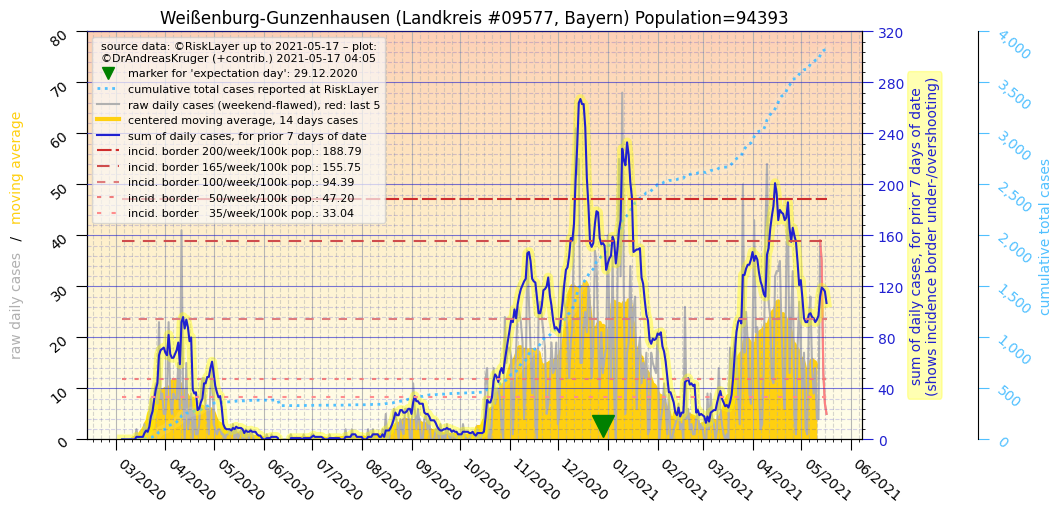 Weißenburg-Gunzenhausen (Landkreis #09577, Bayern) Population=94393
source data: ©RiskLayer up to 2021-05-17 – plot:
©DrAndreasKruger (+contrib.) 2021-05-17 04:05
marker for 'expectation day': 29.12.2020
cumulative total cases reported at RiskLayer
raw daily cases (weekend-flawed), red: last 5
centered moving average, 14 days cases
sum of daily cases, for prior 7 days of date
incid. border 200/week/100k pop.: 188.79
incid. border 165/week/100k pop.: 155.75
incid. border 100/week/100k pop.: 94.39
incid. border   50/week/100k pop.: 47.20
incid. border   35/week/100k pop.: 33.04
raw daily cases / moving average
80
70
60
50
40
30
20
10
0
03/2020
04/2020
05/2020
06/2020
07/2020
08/2020
09/2020
10/2020
11/2020
12/2020
01/2021
02/2021
03/2021
04/2021
05/2021
06/2021
320
280
240
200
160
120
80
40
0
sum of daily cases, for prior 7 days of date
(shows incidence border under-/overshooting)
4,000
3,500
3,000
2,500
2,000
1,500
1,000
500
0
cumulative total cases